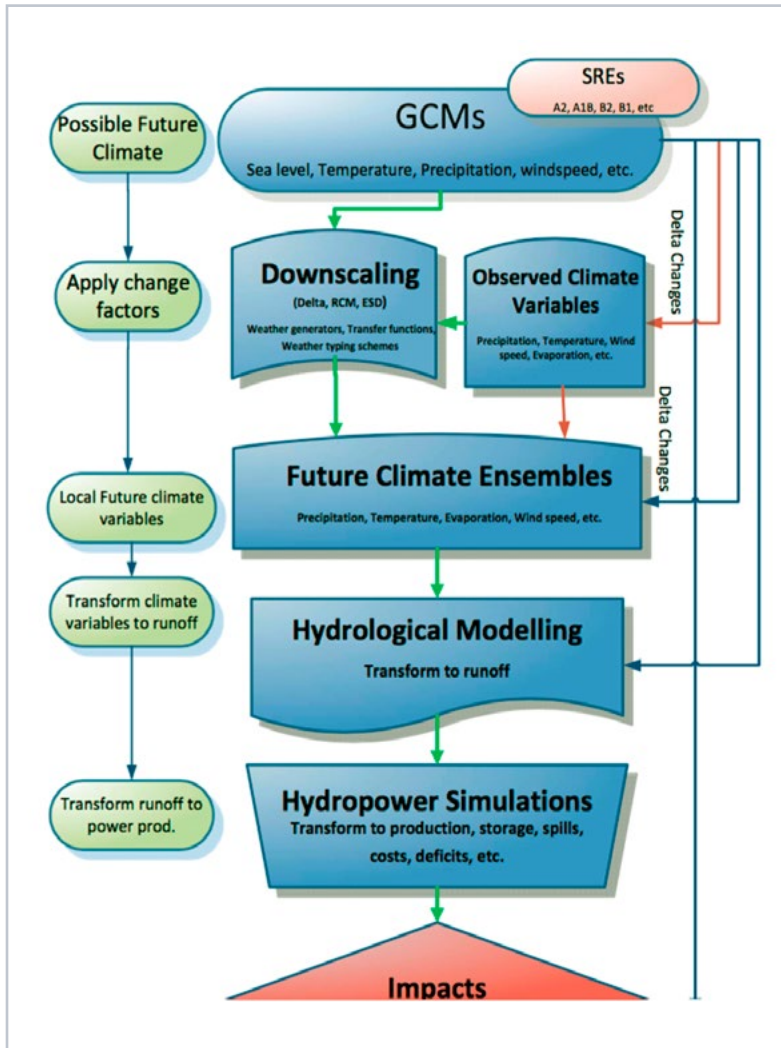 SREs
A2, A1B, B2, B1, etc
GCMs
Sea level, Temperature, Precipitation, windspeed, etc.
Possible Future
Climate
Delta Changes
Downscaling
(Delta, RCM, ESD)
Weather generators, Transfer functions,
Weather typing schemes
Observed Climate
Variables
Precipitation, Temperature, Wind
speed, Evaporation, etc.
Apply change
factors
Delta Changes
Future Climate Ensembles
Precipitation, Temperature, Evaporation, Wind speed, etc.
Local Future climate
variables
Transform climate
variables to runoff
Hydrological Modelling
Transform to runoff
Hydropower Simulations
Transform to production, storage, spills,
costs, deficits, etc.
Transform runoff to
power prod.
Impacts